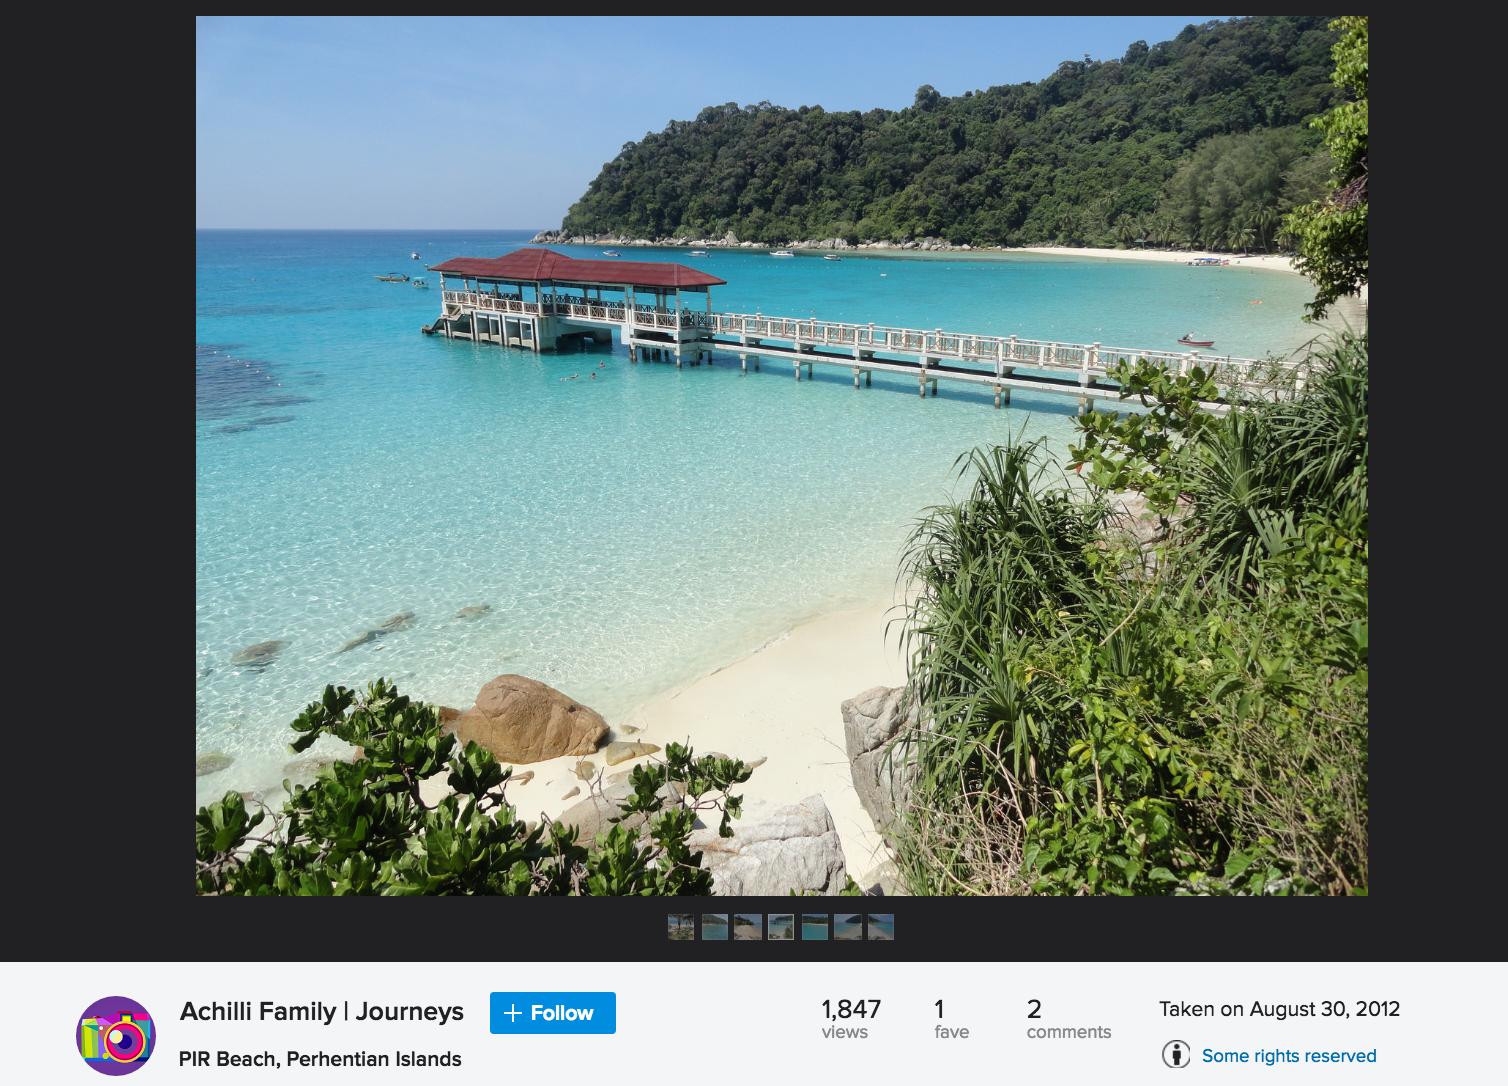 Achilli Family | Journeys
+ Follow
PIR Beach, Perhentian Islands
1,847
views
1
fave
2
comments
Taken on August 30, 2012
Some rights reserved